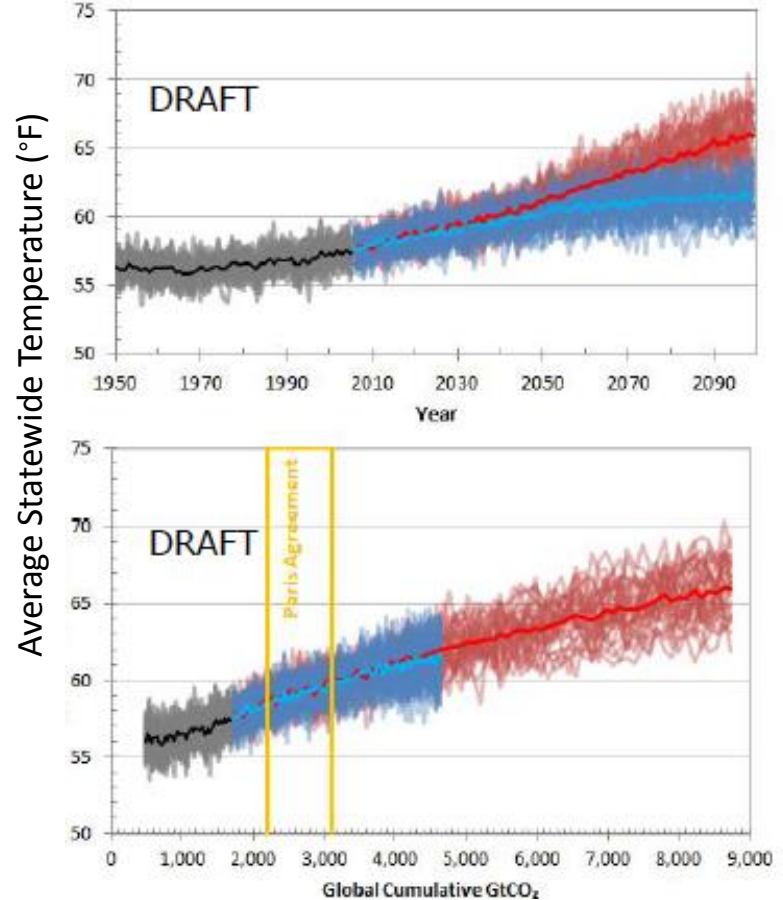 Average Statewide Temperature (°F)
75
70
65
60
55
50
DRAFT
1950 1970 1990 2010 2030 2050 2070 2090
Year
75
70
65
60
55
50
DRAFT
Paris Agreement
0 1,000 2,000 3,000 4,000 5,000 6,000 7,000 8,000 9,000
Global Cumulative GtCO₂